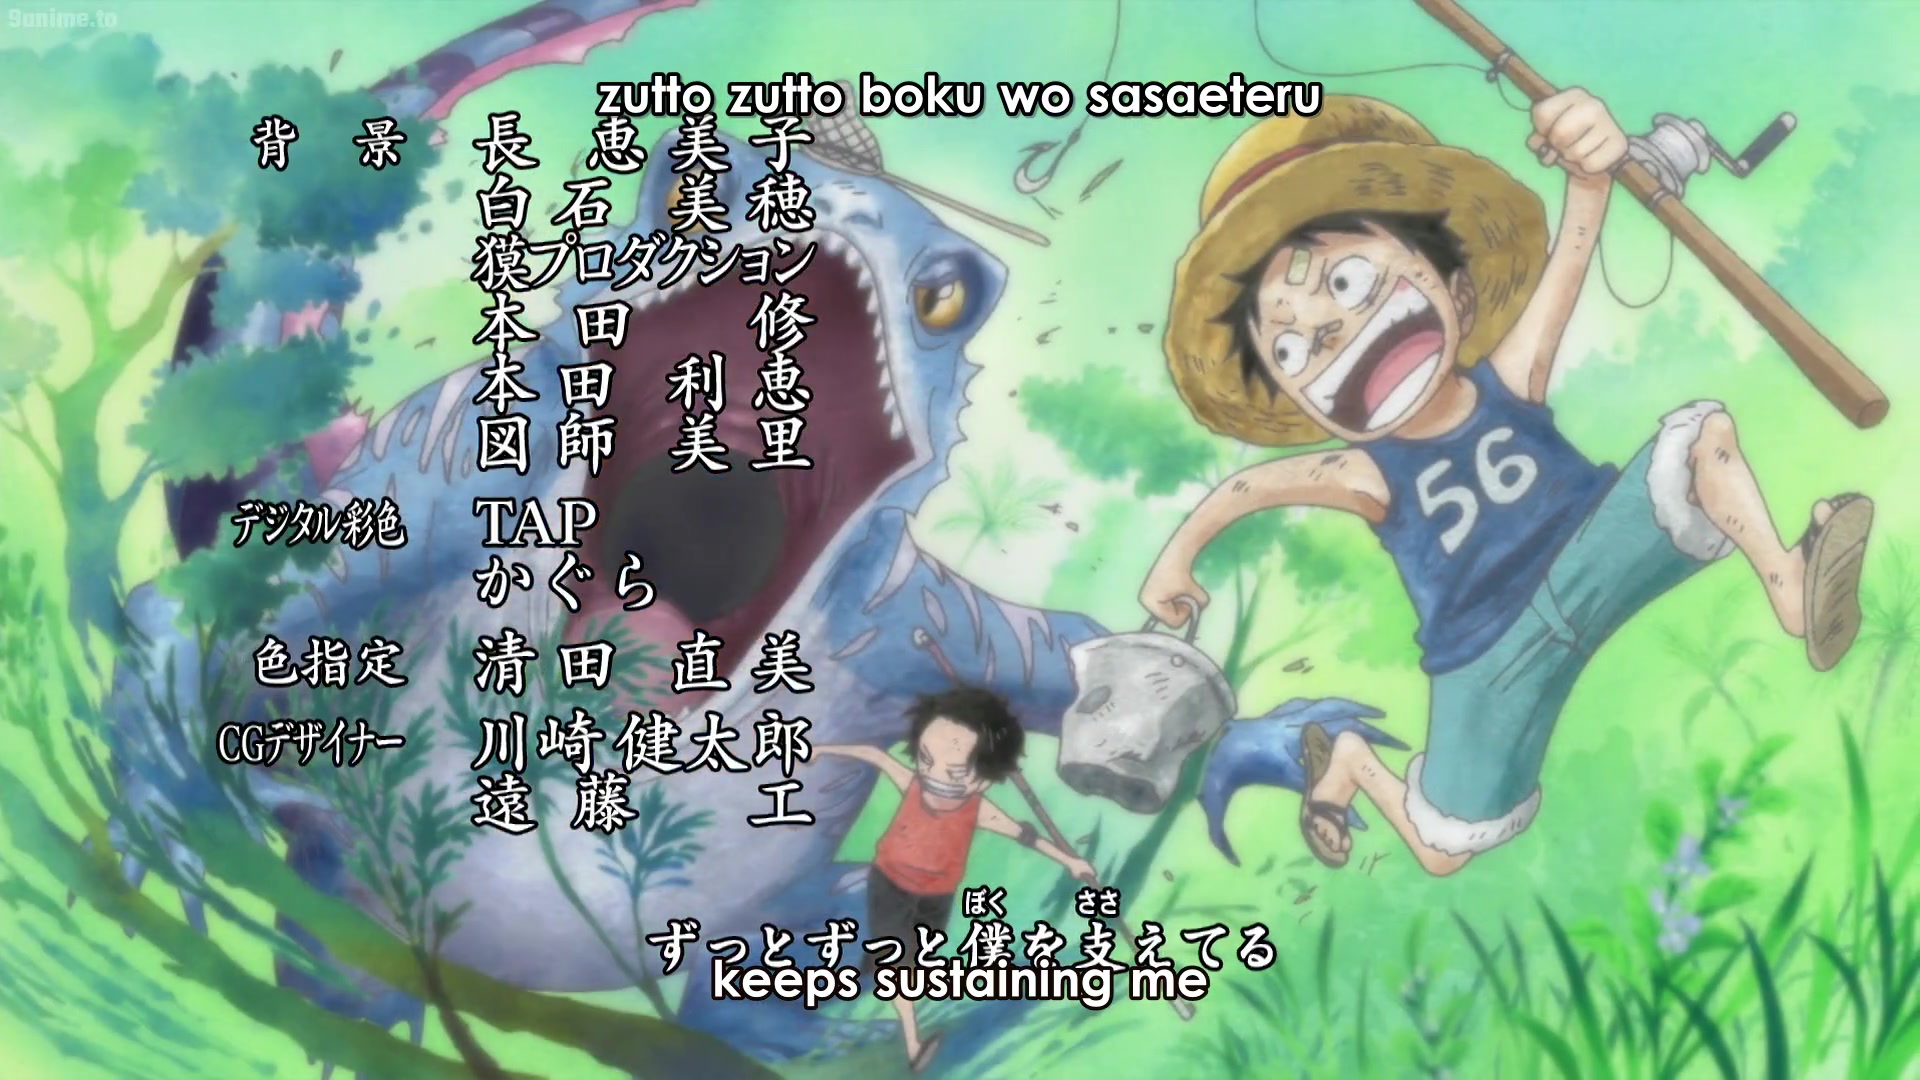 9anime.to
zutto zutto boku wo sasaeteru
背景 長恵美子
白石美穂
獏プロダクション
本田修
本田利恵
図師美里
デジタル彩色 TAP
かぐら
色指定 清田直美
CGデザイナー 川崎健太郎
遠藤工
56
ぼく ささ
ずっとずっと僕を支えてる
keeps sustaining me